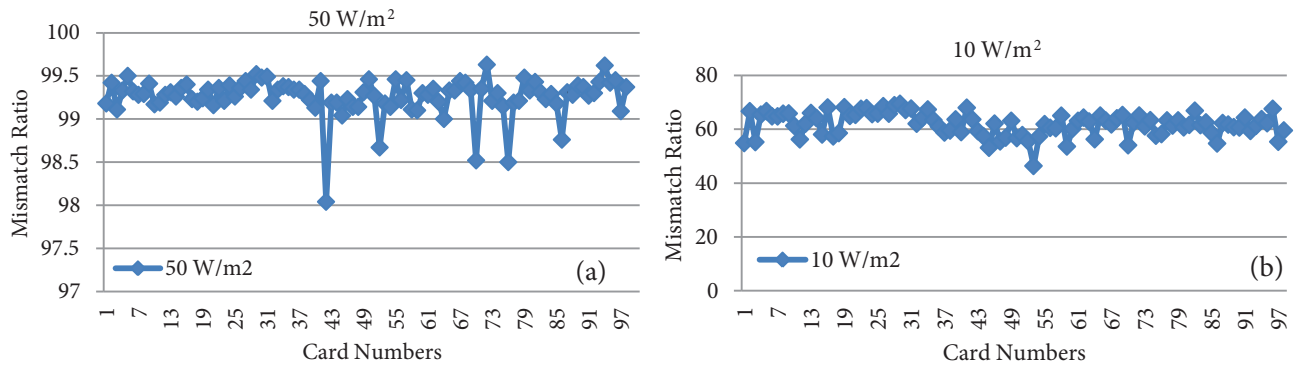 50 W/m²
Mismatch Ratio
100
99.5
99
98.5
98
97.5
97
50 W/m2
(a)
1 7 13 19 25 31 37 43 49 55 61 67 73 79 85 91 97
Card Numbers
10 W/m²
Mismatch Ratio
80
60
40
20
0
10 W/m2
(b)
1 7 13 19 25 31 37 43 49 55 61 67 73 79 85 91 97
Card Numbers